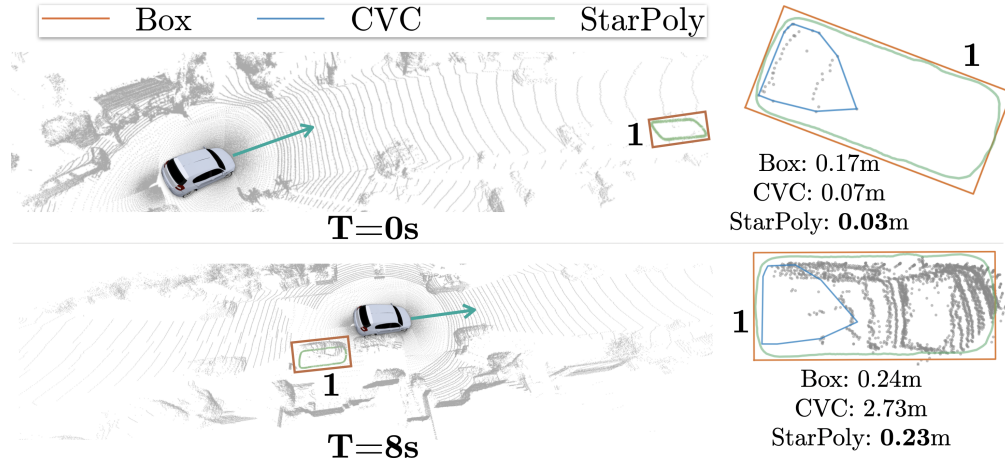 Box CVC StarPoly
1
T=0s
1
Box: 0.17m
CVC: 0.07m
StarPoly: 0.03m
1
T=8s
1
Box: 0.24m
CVC: 2.73m
StarPoly: 0.23m